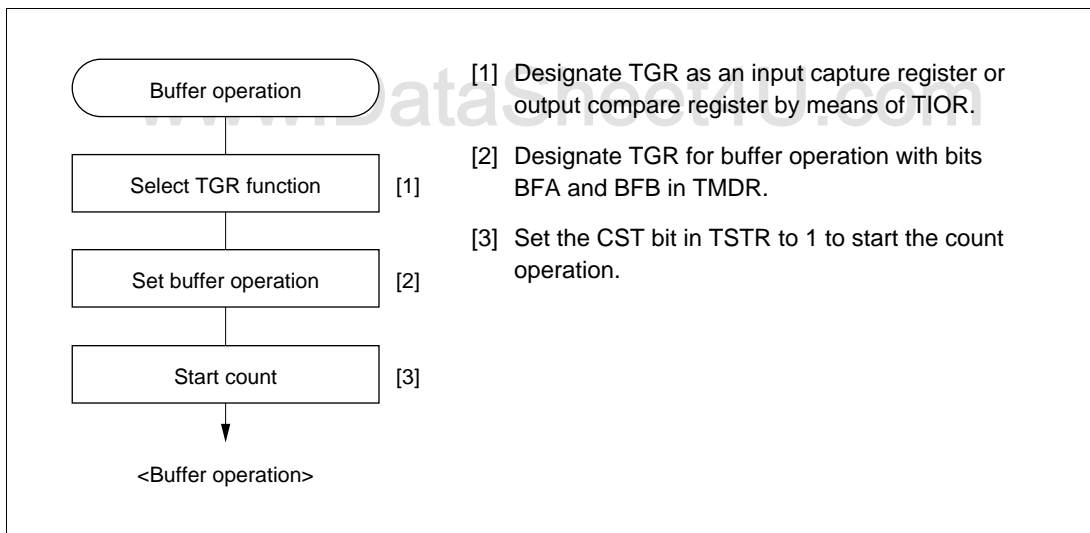 Buffer operation
Select TGR function
[1]
Set buffer operation
[2]
Start count
[3]
<Buffer operation>
[1] Designate TGR as an input capture register or
output compare register by means of TIOR.
[2] Designate TGR for buffer operation with bits
BFA and BFB in TMDR.
[3] Set the CST bit in TSTR to 1 to start the count
operation.
www.DataSheet4U.com